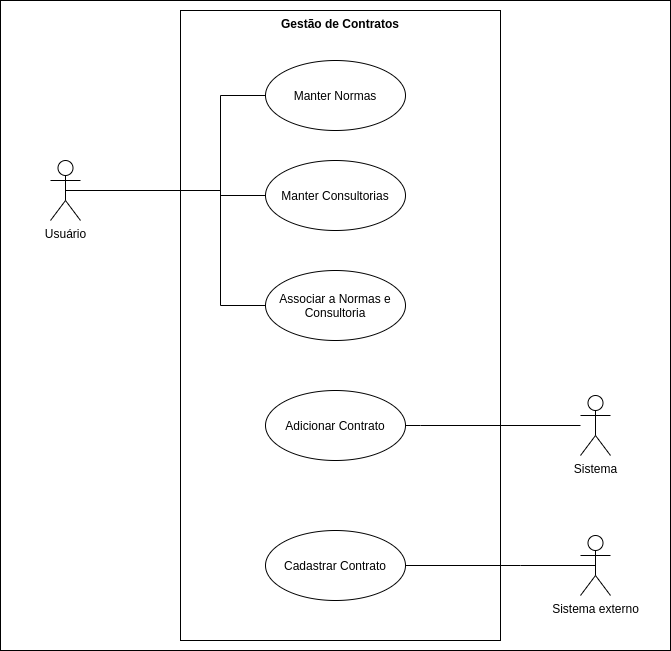 Gestão de Contratos
Manter Normas
Manter Consultorias
Usuário
Associar a Normas e
Consultoria
Adicionar Contrato
Sistema
Cadastrar Contrato
Sistema externo